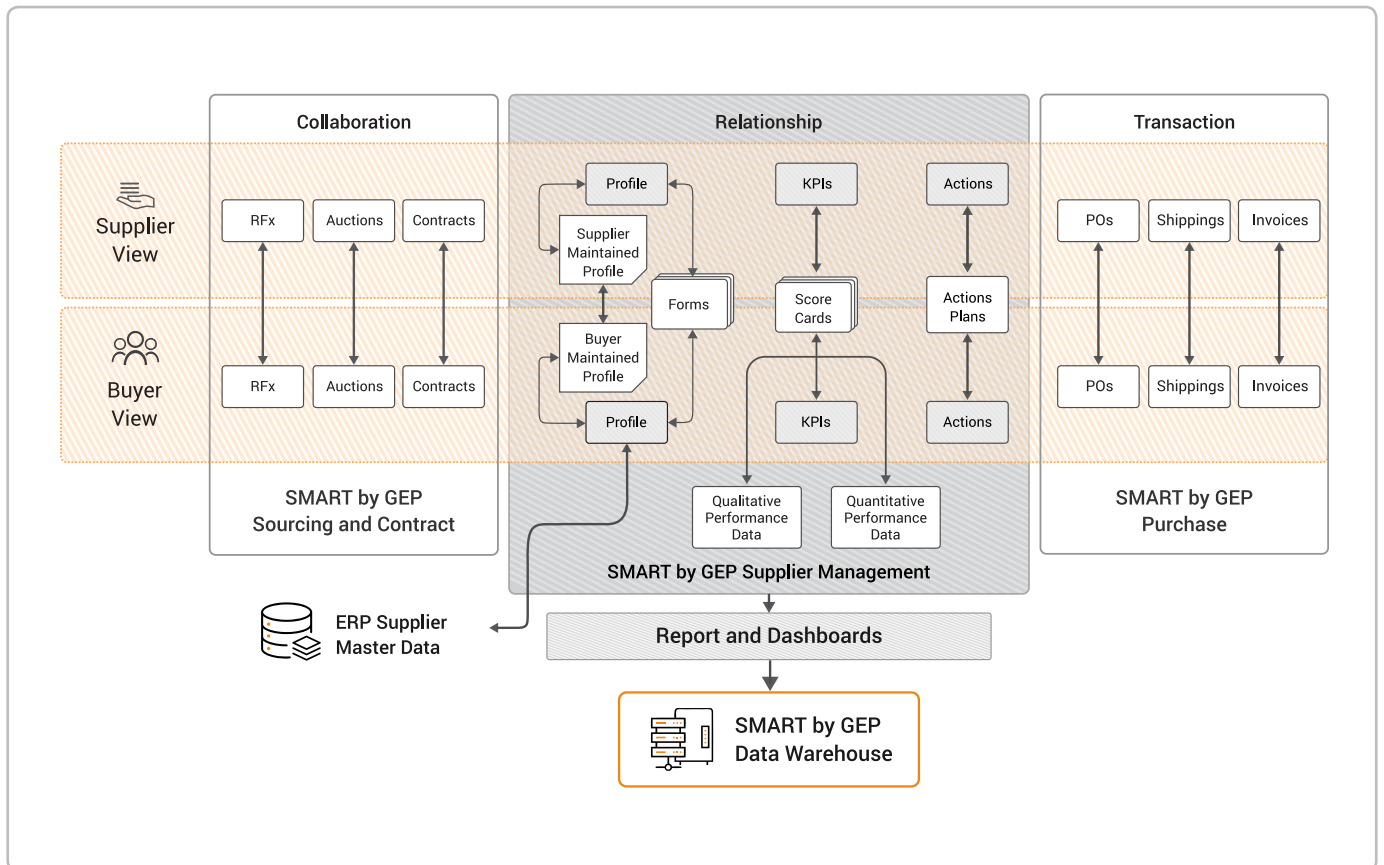 Collaboration
Relationship
Transaction
Supplier
View
RFx
Auctions
Contracts
Profile
Supplier
Maintained
Profile
Forms
KPIs
Score
Cards
Actions
Actions
Plans
POs
Shippings
Invoices
Buyer
View
RFx
Auctions
Contracts
Buyer
Maintained
Profile
Profile
KPIs
Actions
POs
Shippings
Invoices
SMART by GEP
Sourcing and Contract
Qualitative
Performance
Data
Quantitative
Performance
Data
SMART by GEP
Purchase
SMART by GEP Supplier Management
ERP Supplier
Master Data
Report and Dashboards
SMART by GEP
Data Warehouse